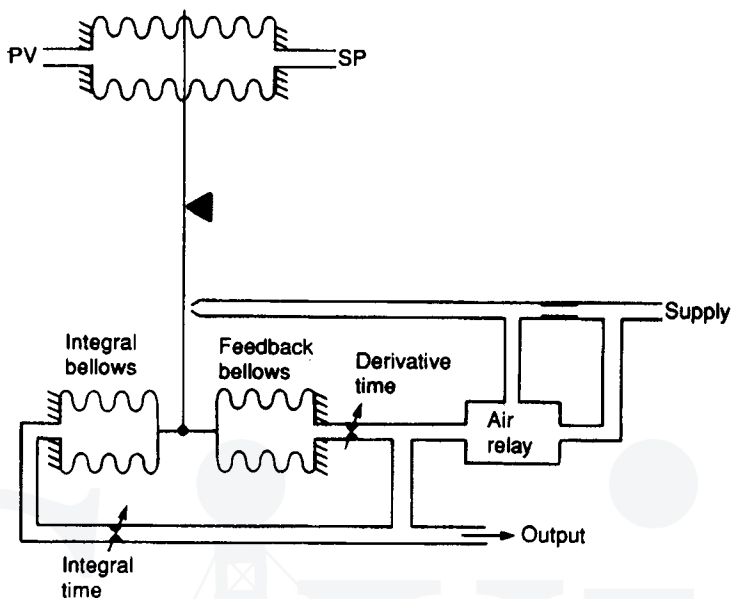 PV
SP
Supply
Integral
bellows
Feedback
bellows
Derivative
time
Air
relay
Output
Integral
time